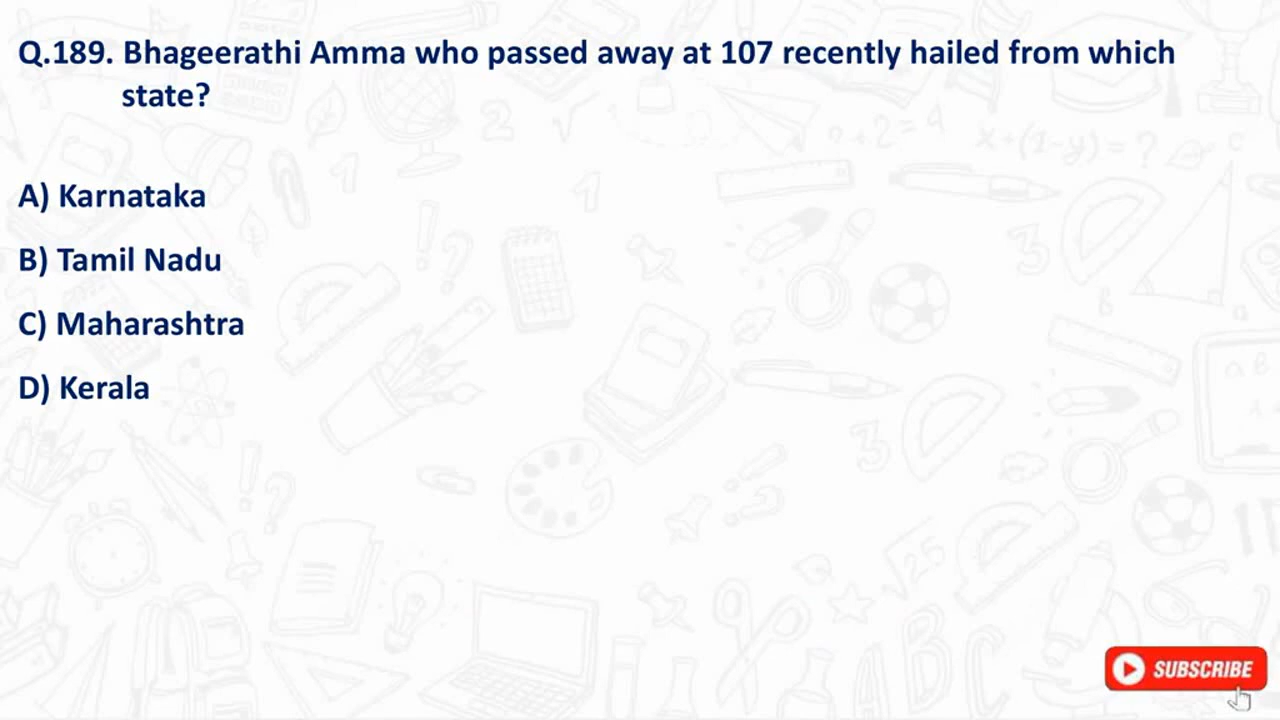 Q.189. Bhageerathi Amma who passed away at 107 recently hailed from which
state?
A) Karnataka
B) Tamil Nadu
C) Maharashtra
D) Kerala
SUBSCRIBE